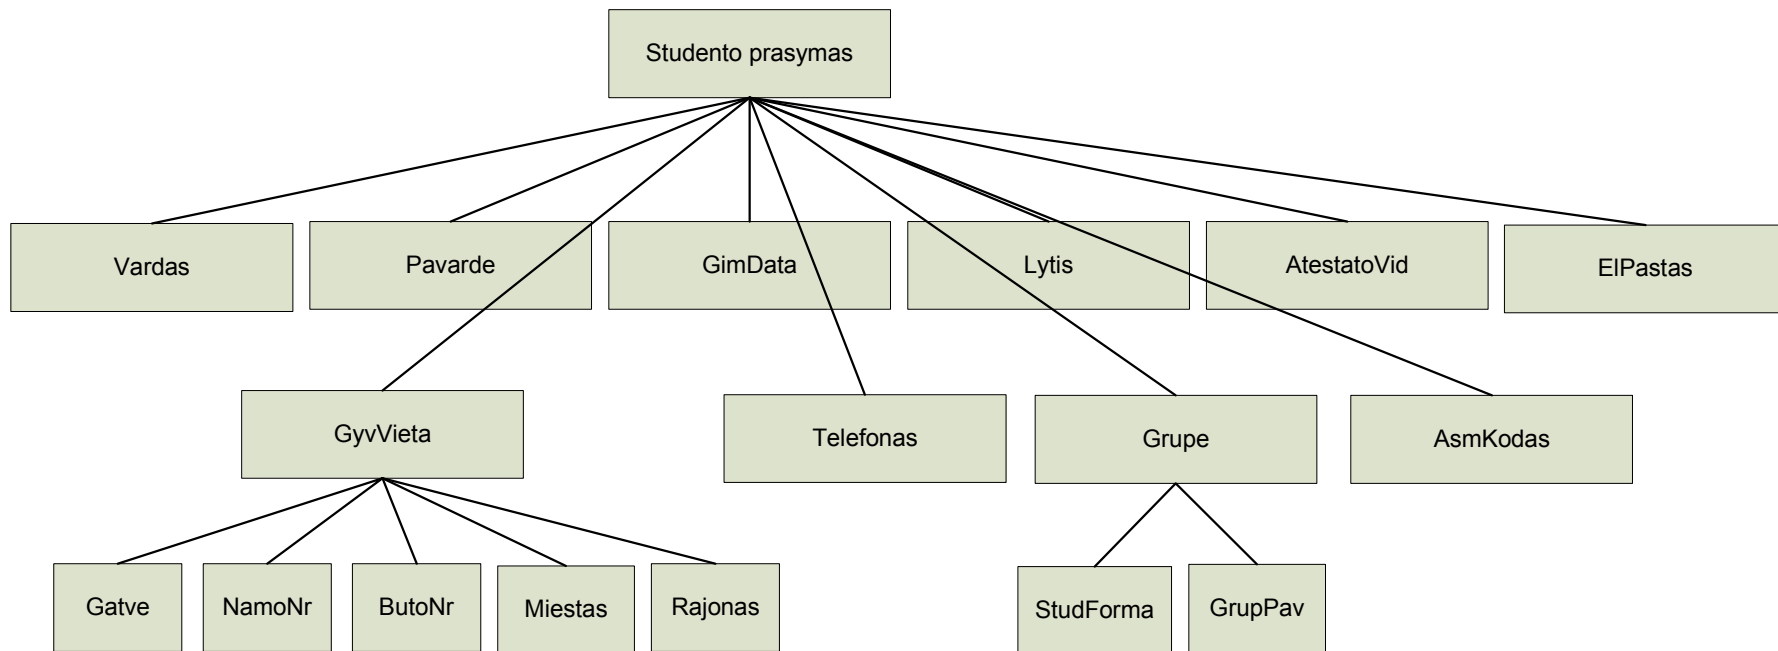 Studento prasymas
Vardas
Pavarde
GimData
Lytis
AtestatoVid
ElPastas
GyvVieta
Telefonas
Grupe
AsmKodas
Gatve
NamoNr
ButoNr
Miestas
Rajonas
StudForma
GrupPav